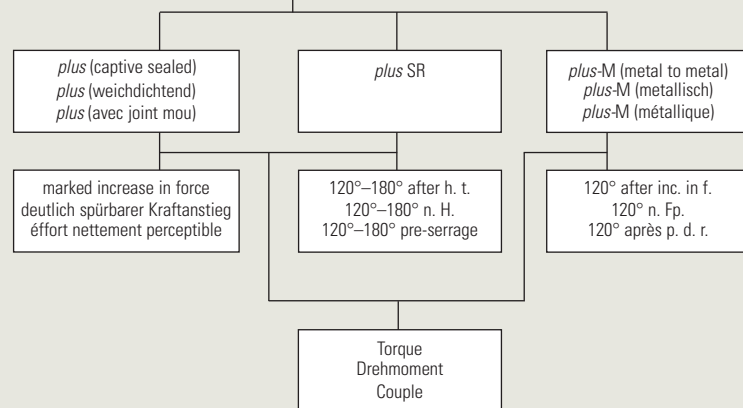 plus (captive sealed)
plus (weichdichtend)
plus (avec joint mou)
plus SR
plus-M (metal to metal)
plus-M (metallisch)
plus-M (métallique)
marked increase in force
deutlich spürbarer Kraftanstieg
éffort nettement perceptible
120°–180° after h. t.
120°–180° n. H.
120°–180° pre-serrage
120° after inc. in f.
120° n. Fp.
120° après p. d. r.
Torque
Drehmoment
Couple